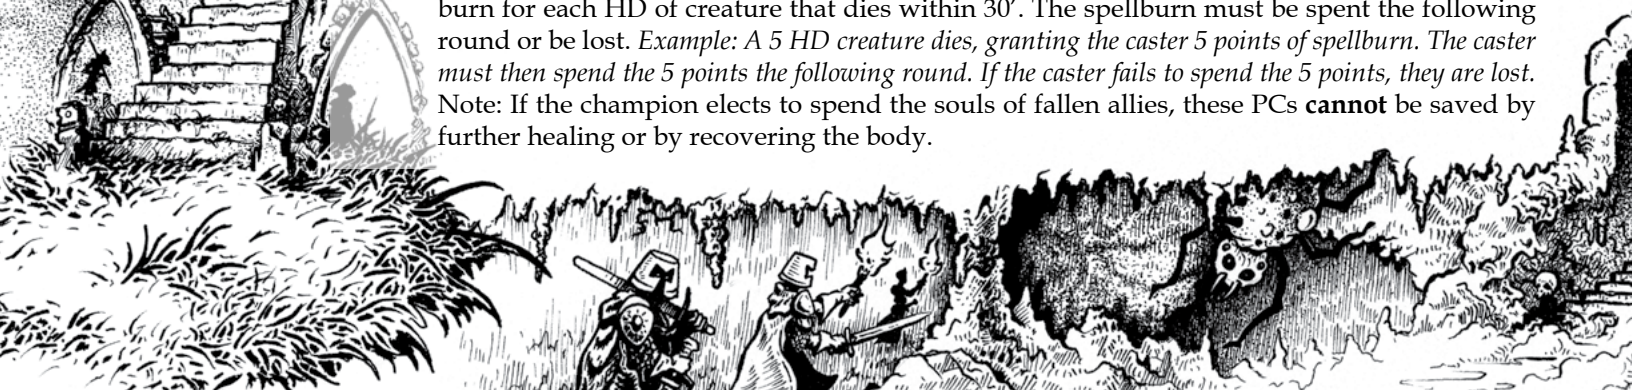 burn for each HD of creature that dies within 30′. The spellburn must be spent the following
round or be lost. Example: A 5 HD creature dies, granting the caster 5 points of spellburn. The caster
must then spend the 5 points the following round. If the caster fails to spend the 5 points, they are lost.
Note: If the champion elects to spend the souls of fallen allies, these PCs cannot be saved by
further healing or by recovering the body.